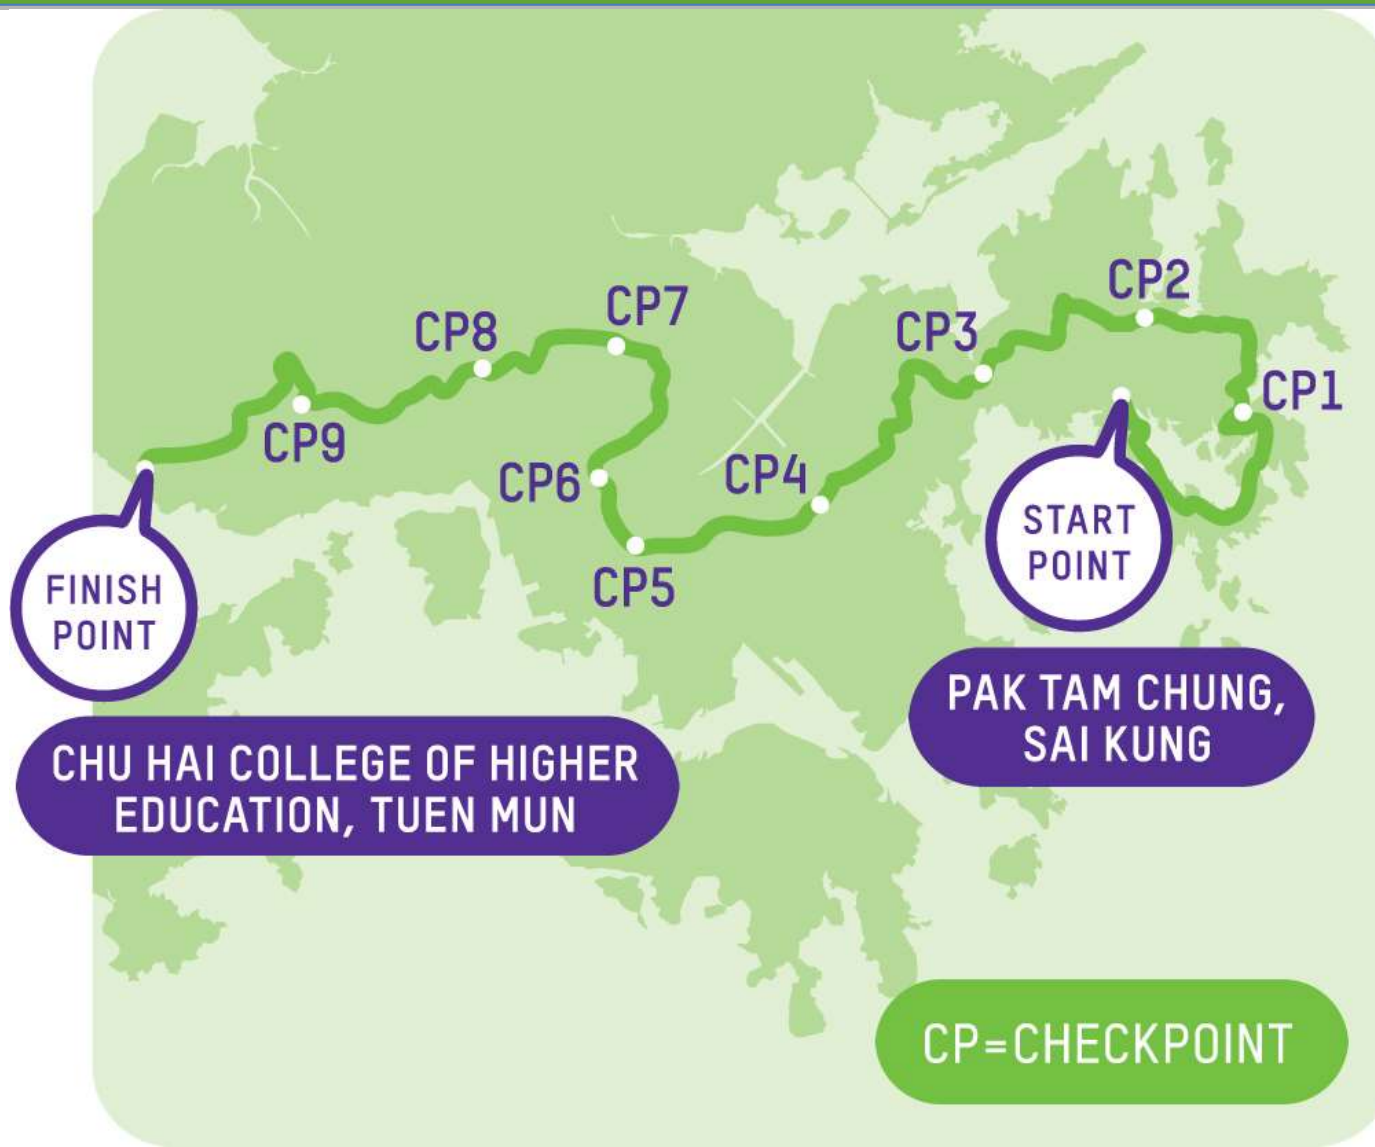 CP2
CP7
CP8
CP3
CP1
CP9
CP6
CP4
CP5
START
POINT
FINISH
POINT
PAK TAM CHUNG,
SAI KUNG
CHU HAI COLLEGE OF HIGHER
EDUCATION, TUEN MUN
CP=CHECKPOINT